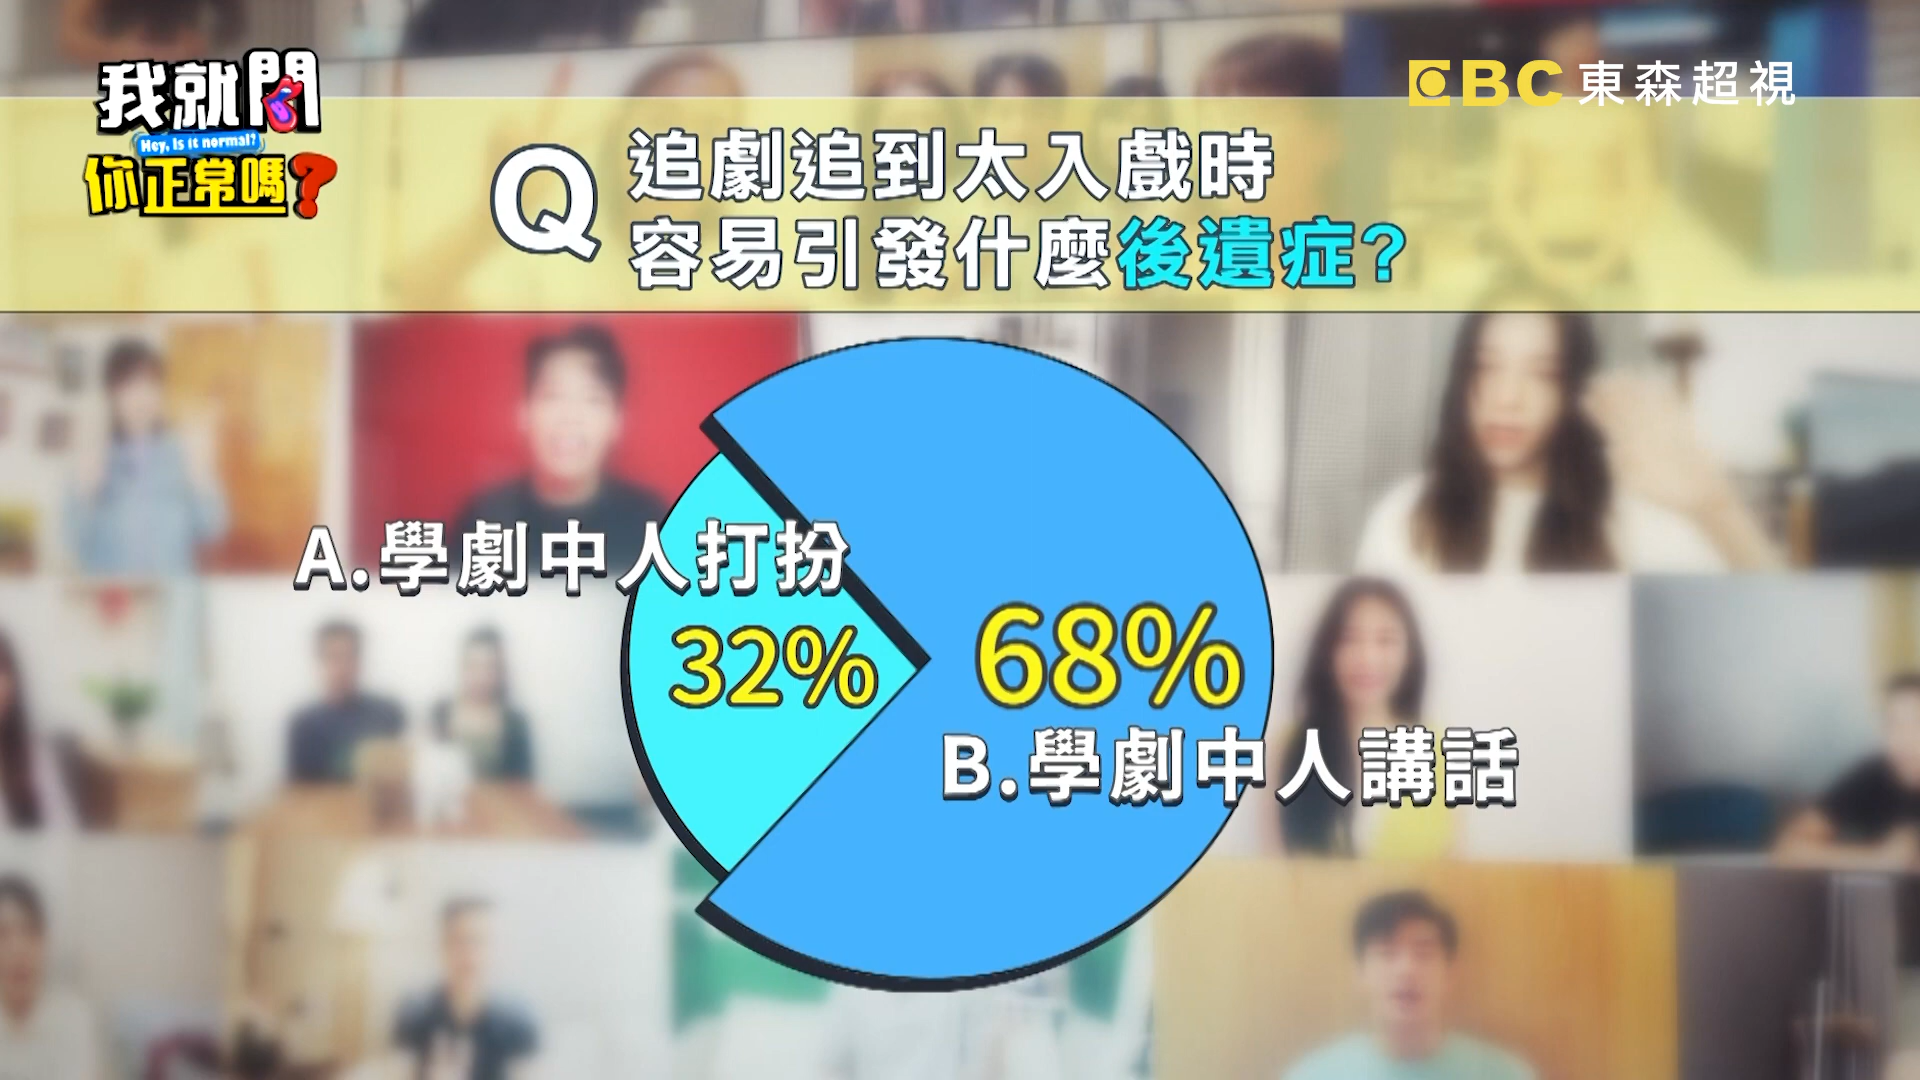 我就問
Hey, Is it normal?
你正常嗎?
EBC 東森超視
Q 追劇追到太入戲時
容易引發什麼後遺症?
A.學劇中人打扮
32%
68%
B.學劇中人講話